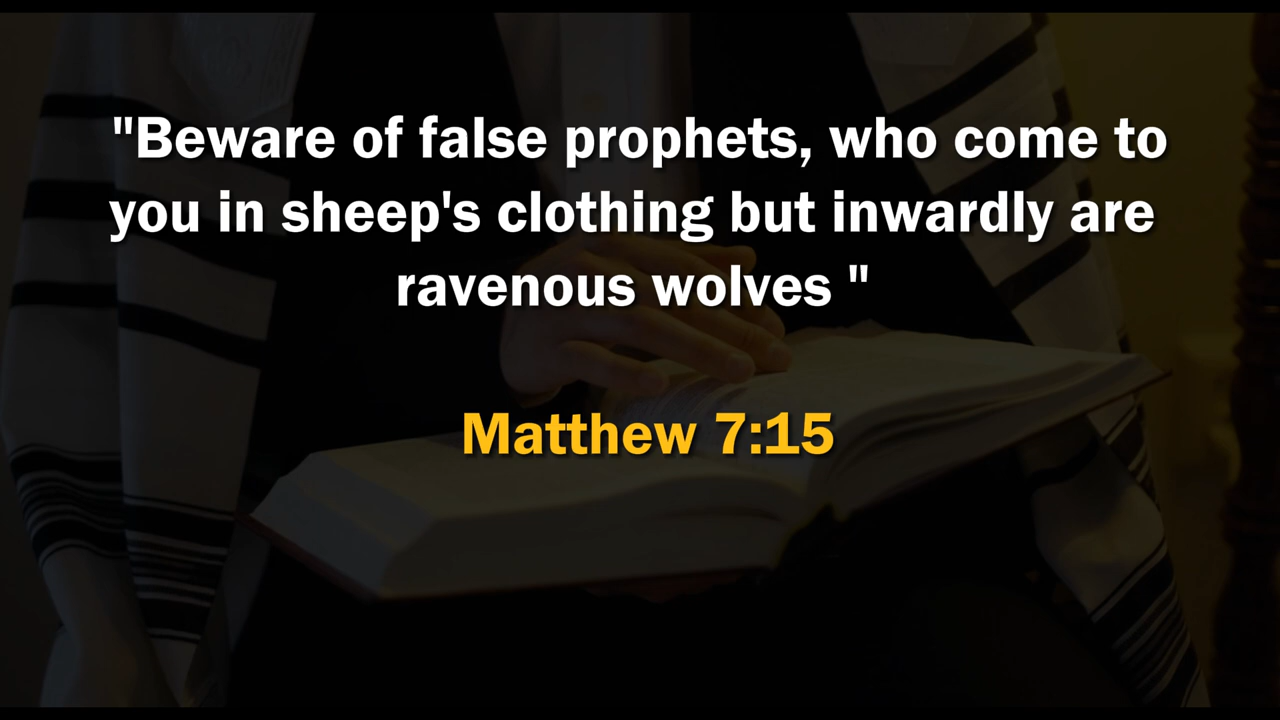 "Beware of false prophets, who come to
you in sheep's clothing but inwardly are
ravenous wolves "
Matthew 7:15